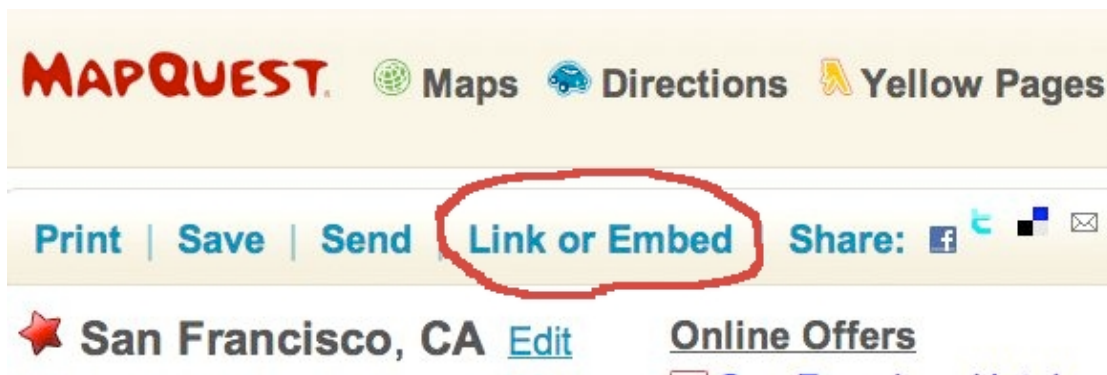 MAPQUEST. Maps Directions Yellow Pages
Print | Save | Send | Link or Embed Share:
San Francisco, CA Edit Online Offers